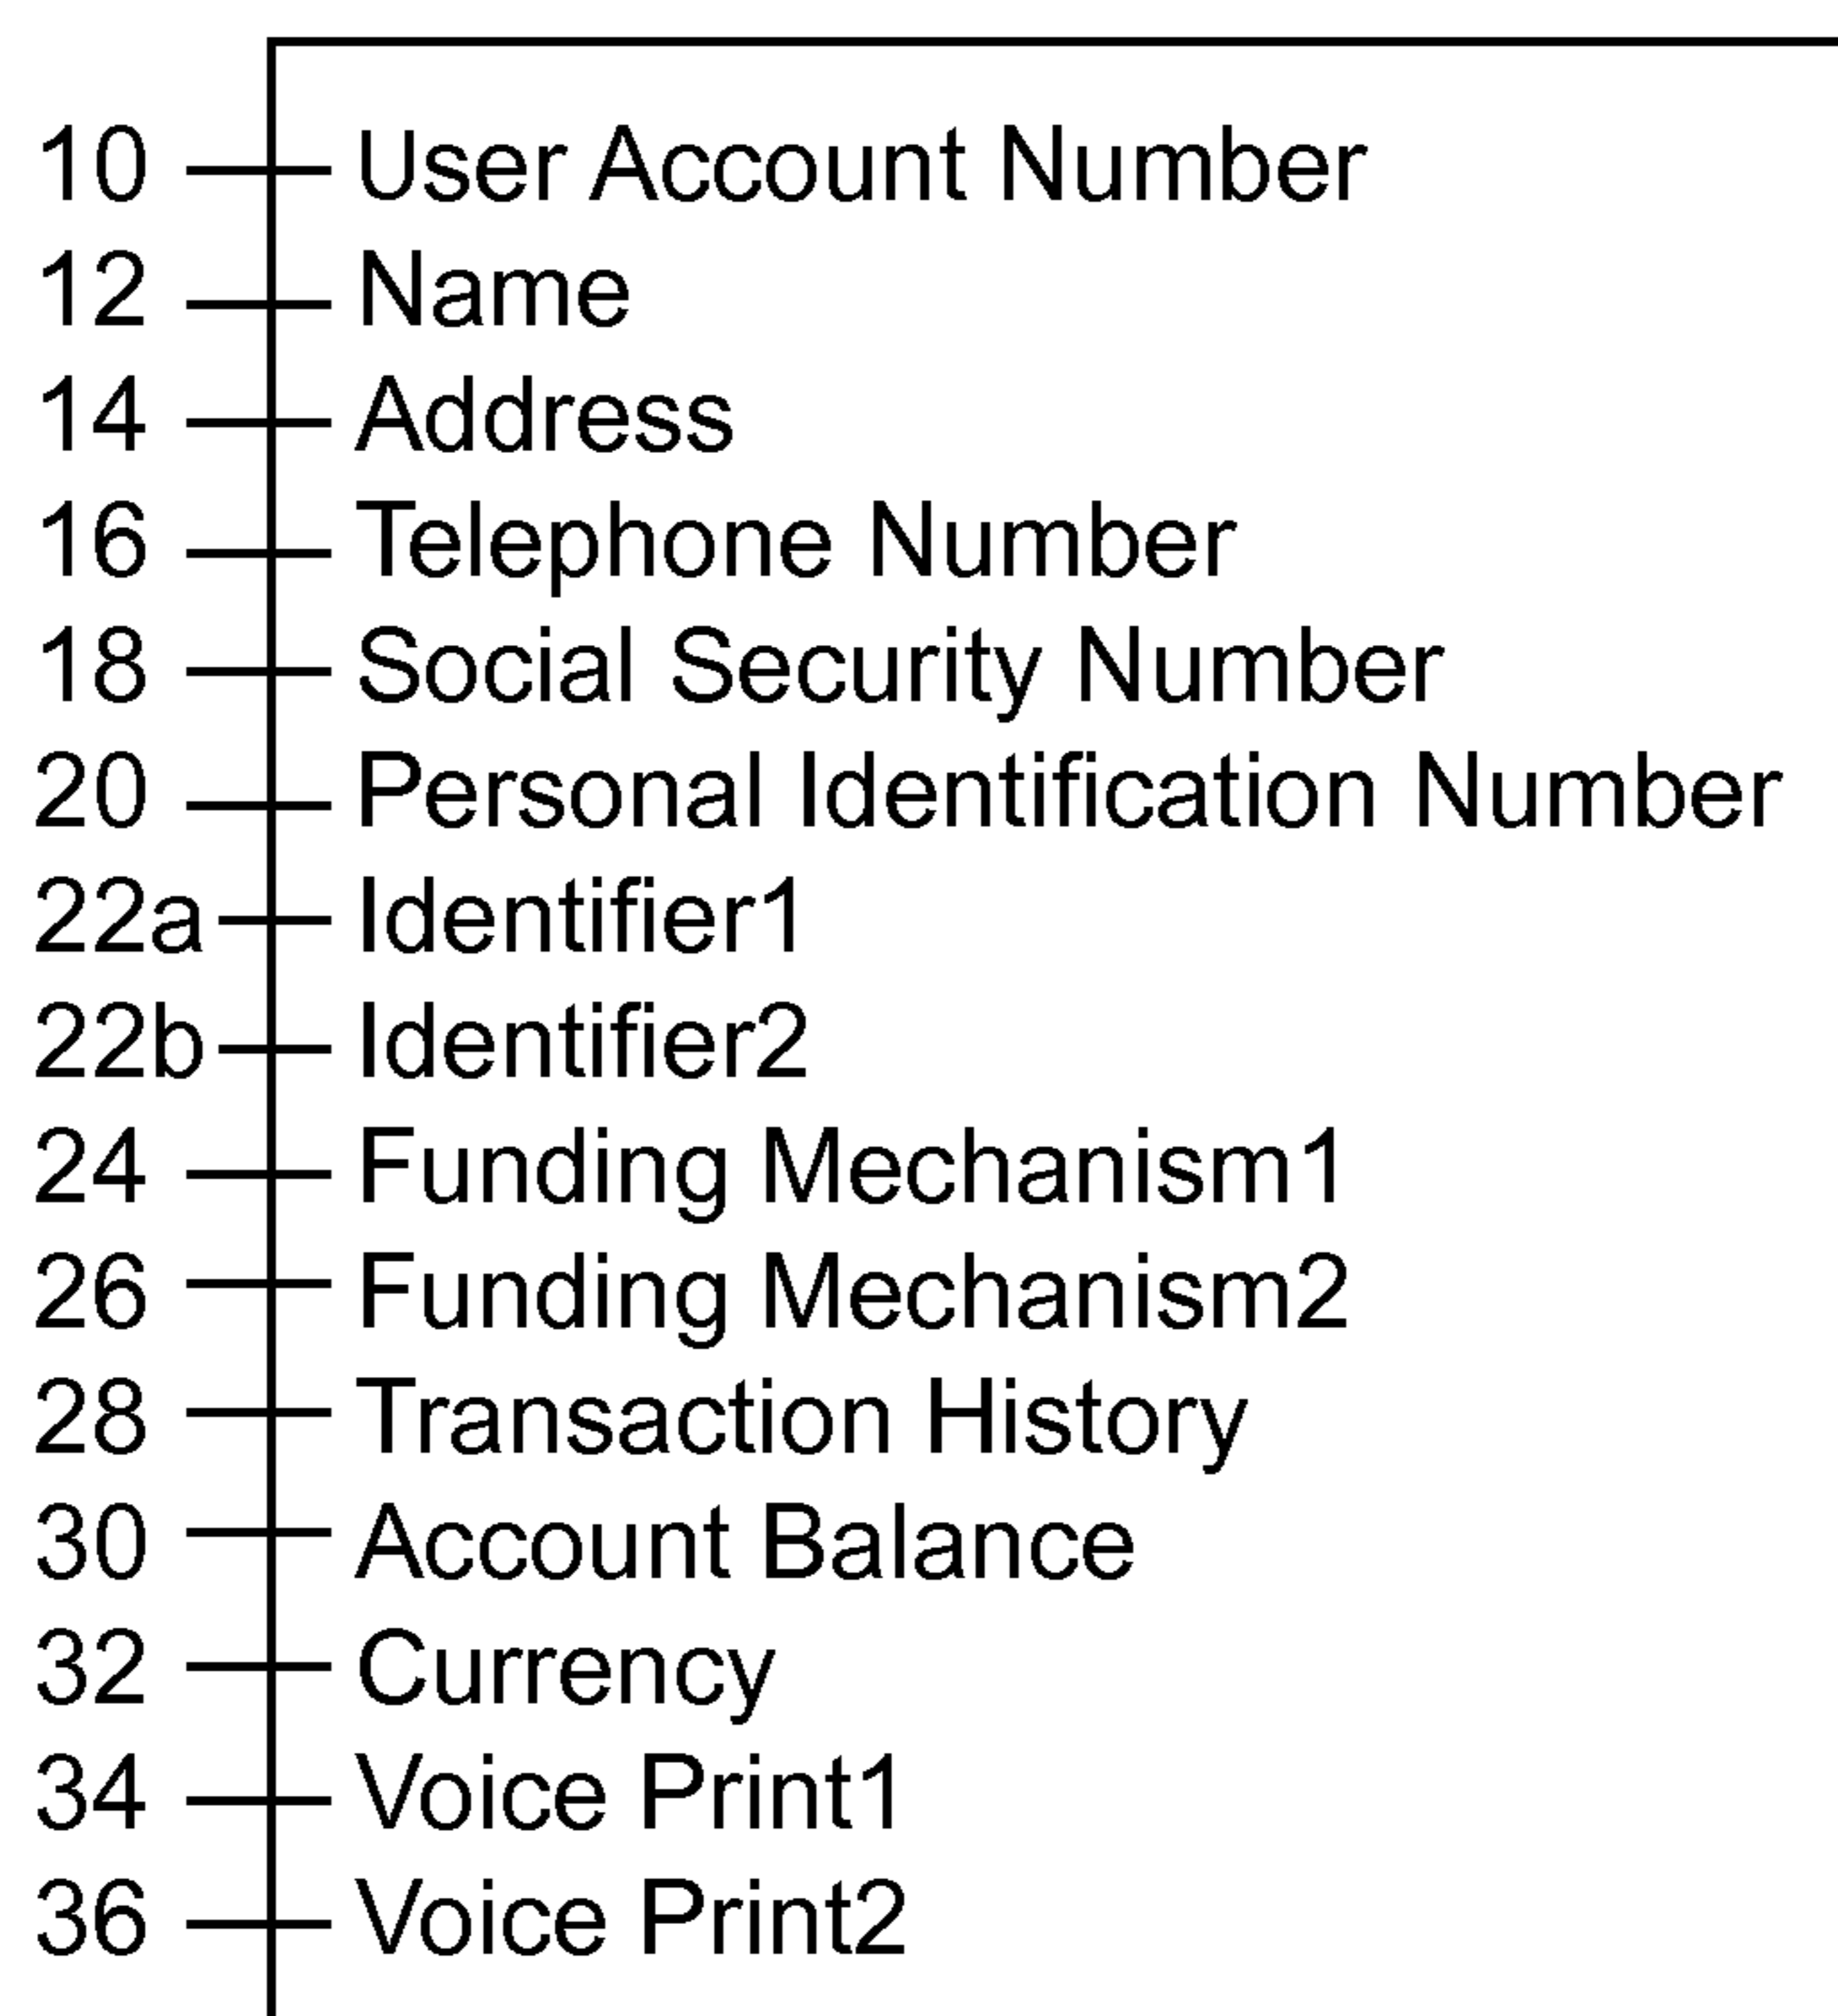 10 User Account Number
12 Name
14 Address
16 Telephone Number
18 Social Security Number
20 Personal Identification Number
22a Identifier1
22b Identifier2
24 Funding Mechanism1
26 Funding Mechanism2
28 Transaction History
30 Account Balance
32 Currency
34 Voice Print1
36 Voice Print2